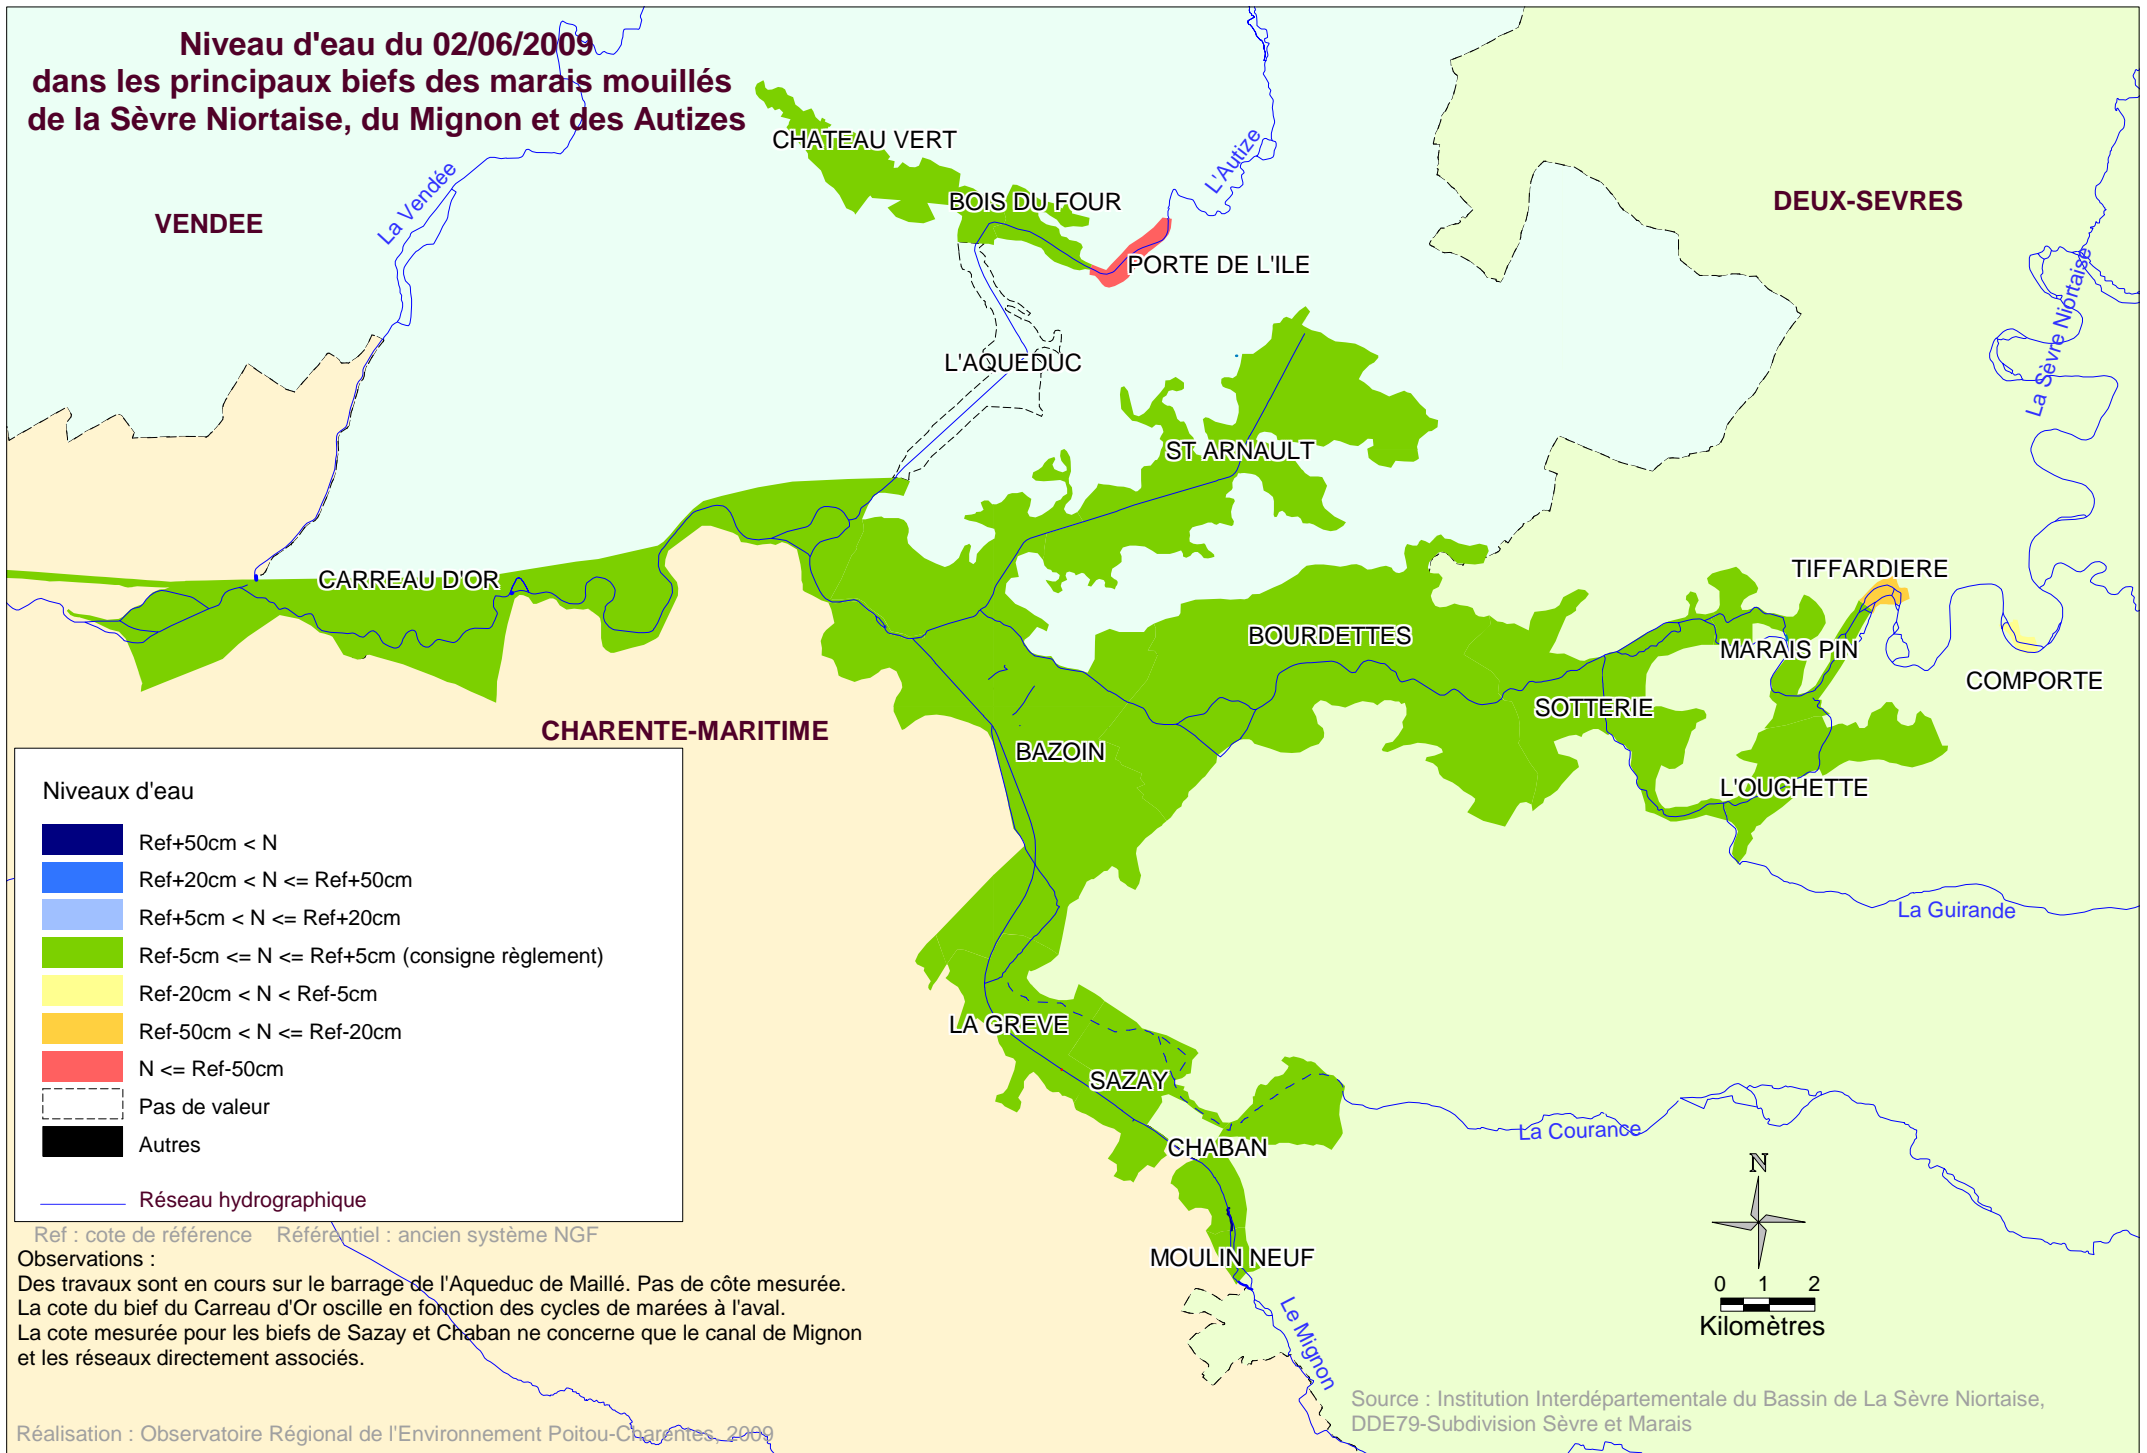 Niveau d'eau du 02/06/2009
dans les principaux biefs des marais mouillés
de la Sèvre Niortaise, du Mignon et des Autizes
CHATEAU VERT
La Vendée
L'Autize
BOIS DU FOUR
VENDEE
DEUX-SEVRES
PORTE DE L'ILE
La Sèvre Niortaise
L'AQUEDUC
ST ARNAULT
CARREAU D'OR
TIFFARDIERE
BOURDETTES
MARAIS PIN
COMPORTE
SOTTERIE
CHARENTE-MARITIME
BAZOIN
L'OUCHETTE
La Guirande
LA GREVE
SAZAY
La Courance
CHABAN
MOULIN NEUF
Le Mignon
Niveaux d'eau
Ref+50cm < N
Ref+20cm < N <= Ref+50cm
Ref+5cm < N <= Ref+20cm
Ref-5cm <= N <= Ref+5cm (consigne règlement)
Ref-20cm < N < Ref-5cm
Ref-50cm < N <= Ref-20cm
N <= Ref-50cm
Pas de valeur
Autres
Réseau hydrographique
Ref : cote de référence Référentiel : ancien système NGF
Observations :
Des travaux sont en cours sur le barrage de l'Aqueduc de Maillé. Pas de côte mesurée.
La cote du bief du Carreau d'Or oscille en fonction des cycles de marées à l'aval.
La cote mesurée pour les biefs de Sazay et Chaban ne concerne que le canal de Mignon
et les réseaux directement associés.
N
0 1 2
Kilomètres
Source : Institution Interdépartementale du Bassin de La Sèvre Niortaise,
DDE79-Subdivision Sèvre et Marais
Réalisation : Observatoire Régional de l'Environnement Poitou-Charentes, 2009